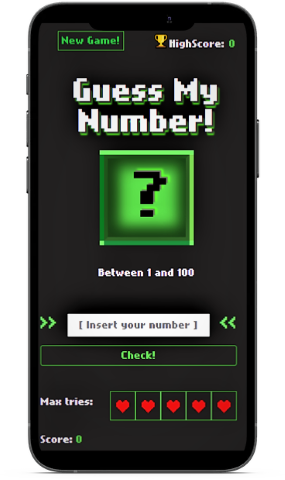 New Game!
HighScore: 0
Guess My
Number!
?
Between 1 and 100
[ Insert your number ]
Check!
Max tries:
Score: 0